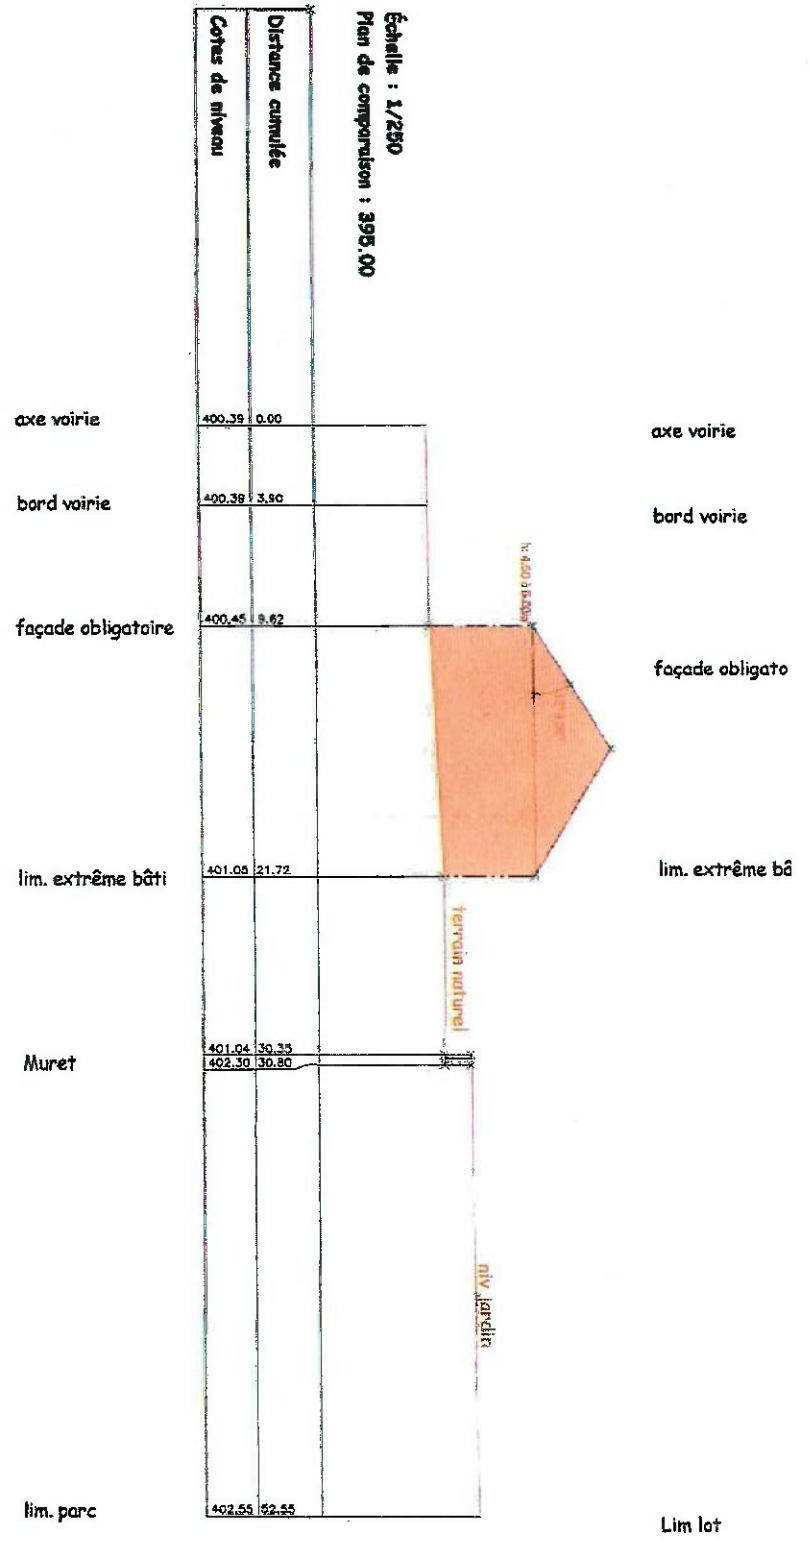 Échelle : 1/250
Plan de comparaison : 395.00
Distance cumulée
Cotes de niveau
axe voirie
400.39 0.00
axe voirie
bord voirie
400.39 3.90
bord voirie
façade obligatoire
400.45 9.62
façade obligato
lim. extrême bâti
401.05 21.72
lim. extrême bâ
terrain naturel
Muret
401.04 30.35
402.30 30.80
niv jardin
lim. parc
402.55 52.55
Lim lot